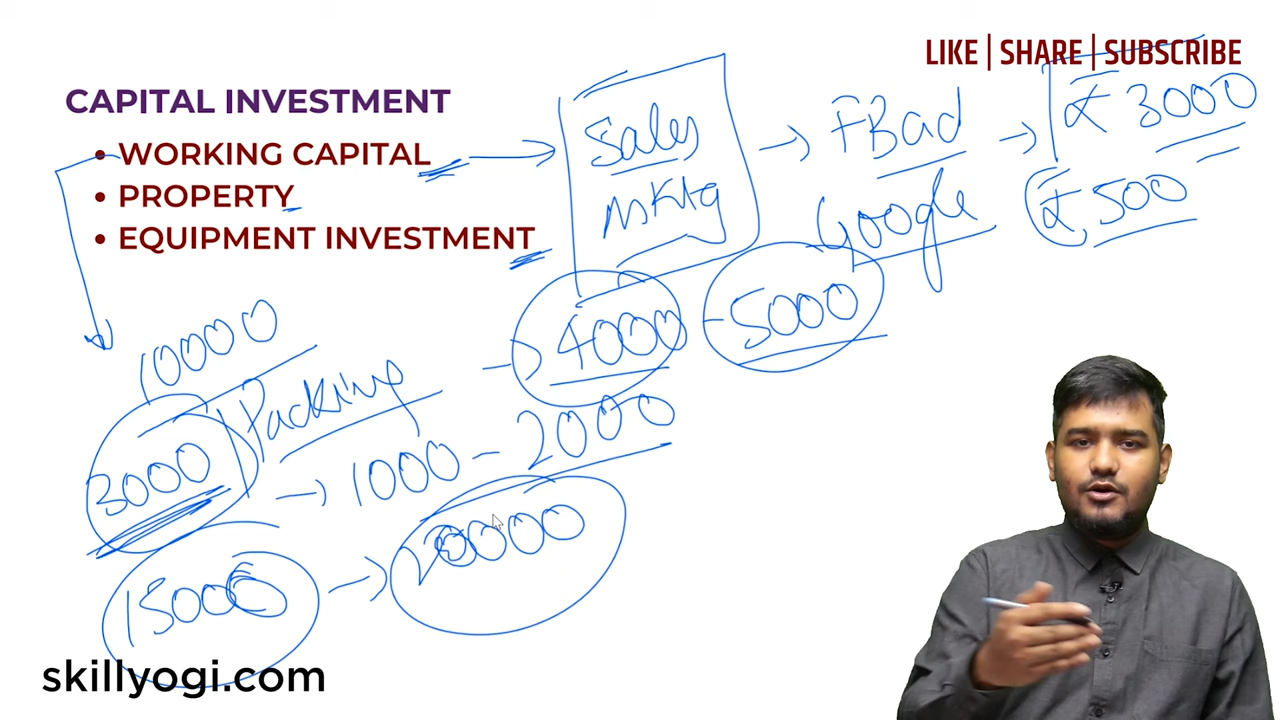 LIKE | SHARE | SUBSCRIBE
CAPITAL INVESTMENT
• WORKING CAPITAL
• PROPERTY
• EQUIPMENT INVESTMENT
Sales
Mktg
FBad
₹ 3000
Google
₹ 500
4000 - 5000
10000
Packing
3000
1000 - 2000
15000
20000
skillyogi.com